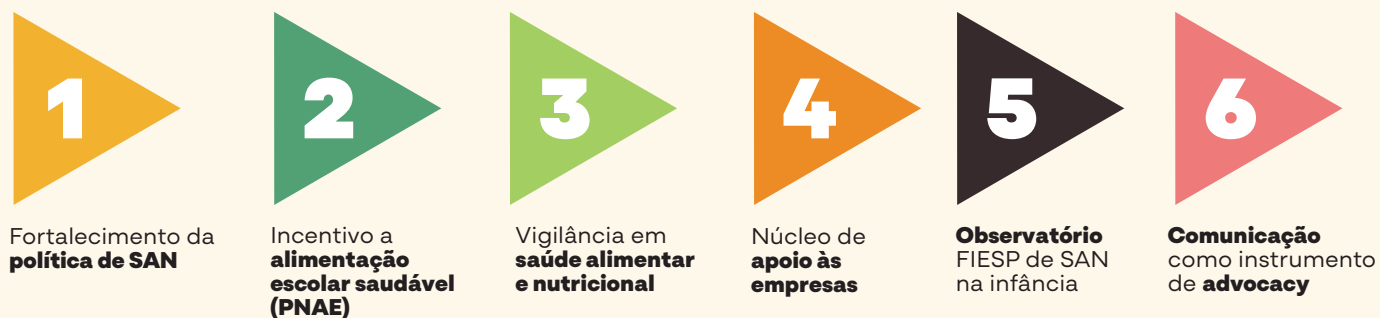 1
Fortalecimento da
política de SAN
2
Incentivo a
alimentação
escolar saudável
(PNAE)
3
Vigilância em
saúde alimentar
e nutricional
4
Núcleo de
apoio às
empresas
5
Observatório
FIESP de SAN
na infância
6
Comunicação
como instrumento
de advocacy